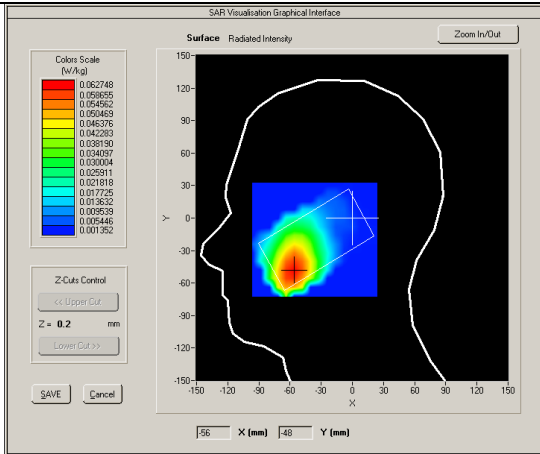 SAR Visualisation Graphical Interface
Surface Radiated Intensity
Zoom In/Out
Colors Scale
(W/kg)
0.062748
0.058655
0.054562
0.050469
0.046376
0.042283
0.038190
0.034097
0.030004
0.025911
0.021818
0.017725
0.013632
0.009539
0.005446
0.001352
Z-Cuts Control
<< Upper Cut
Z = 0.2 mm
Lower Cut >>
SAVE Cancel
150-
120-
90-
60-
30-
0-
-30-
-60-
-90-
-120-
-150-
Y
-150 -120 -90 -60 -30 0 30 60 90 120 150
X
-56 X (mm) -48 Y (mm)